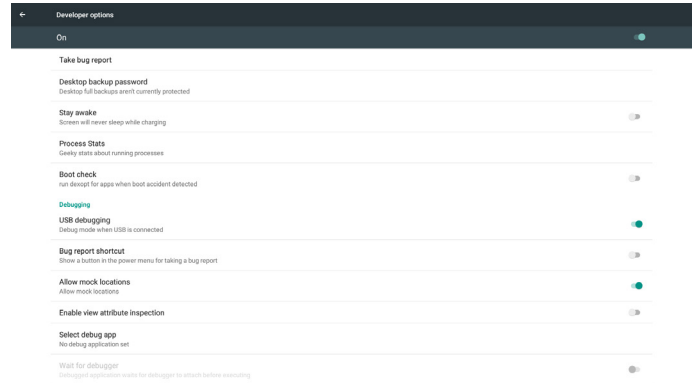 Developer options
On
Take bug report
Desktop backup password
Desktop full backups aren't currently protected
Stay awake
Screen will never sleep while charging
Process Stats
Geeky stats about running processes
Boot check
run dexopt for apps when boot accident detected
Debugging
USB debugging
Debug mode when USB is connected
Bug report shortcut
Show a button in the power menu for taking a bug report
Allow mock locations
Allow mock locations
Enable view attribute inspection
Select debug app
No debug application set
Wait for debugger
Debugged application waits for debugger to attach before executing